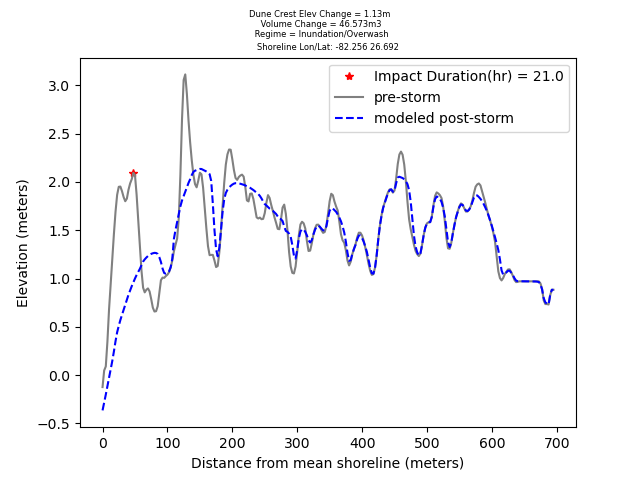 Dune Crest Elev Change = 1.13m
Volume Change = 46.573m3
Regime = Inundation/Overwash
Shoreline Lon/Lat: -82.256 26.692
Impact Duration(hr) = 21.0
pre-storm
modeled post-storm
Elevation (meters)
3.0
2.5
2.0
1.5
1.0
0.5
0.0
−0.5
0 100 200 300 400 500 600 700
Distance from mean shoreline (meters)